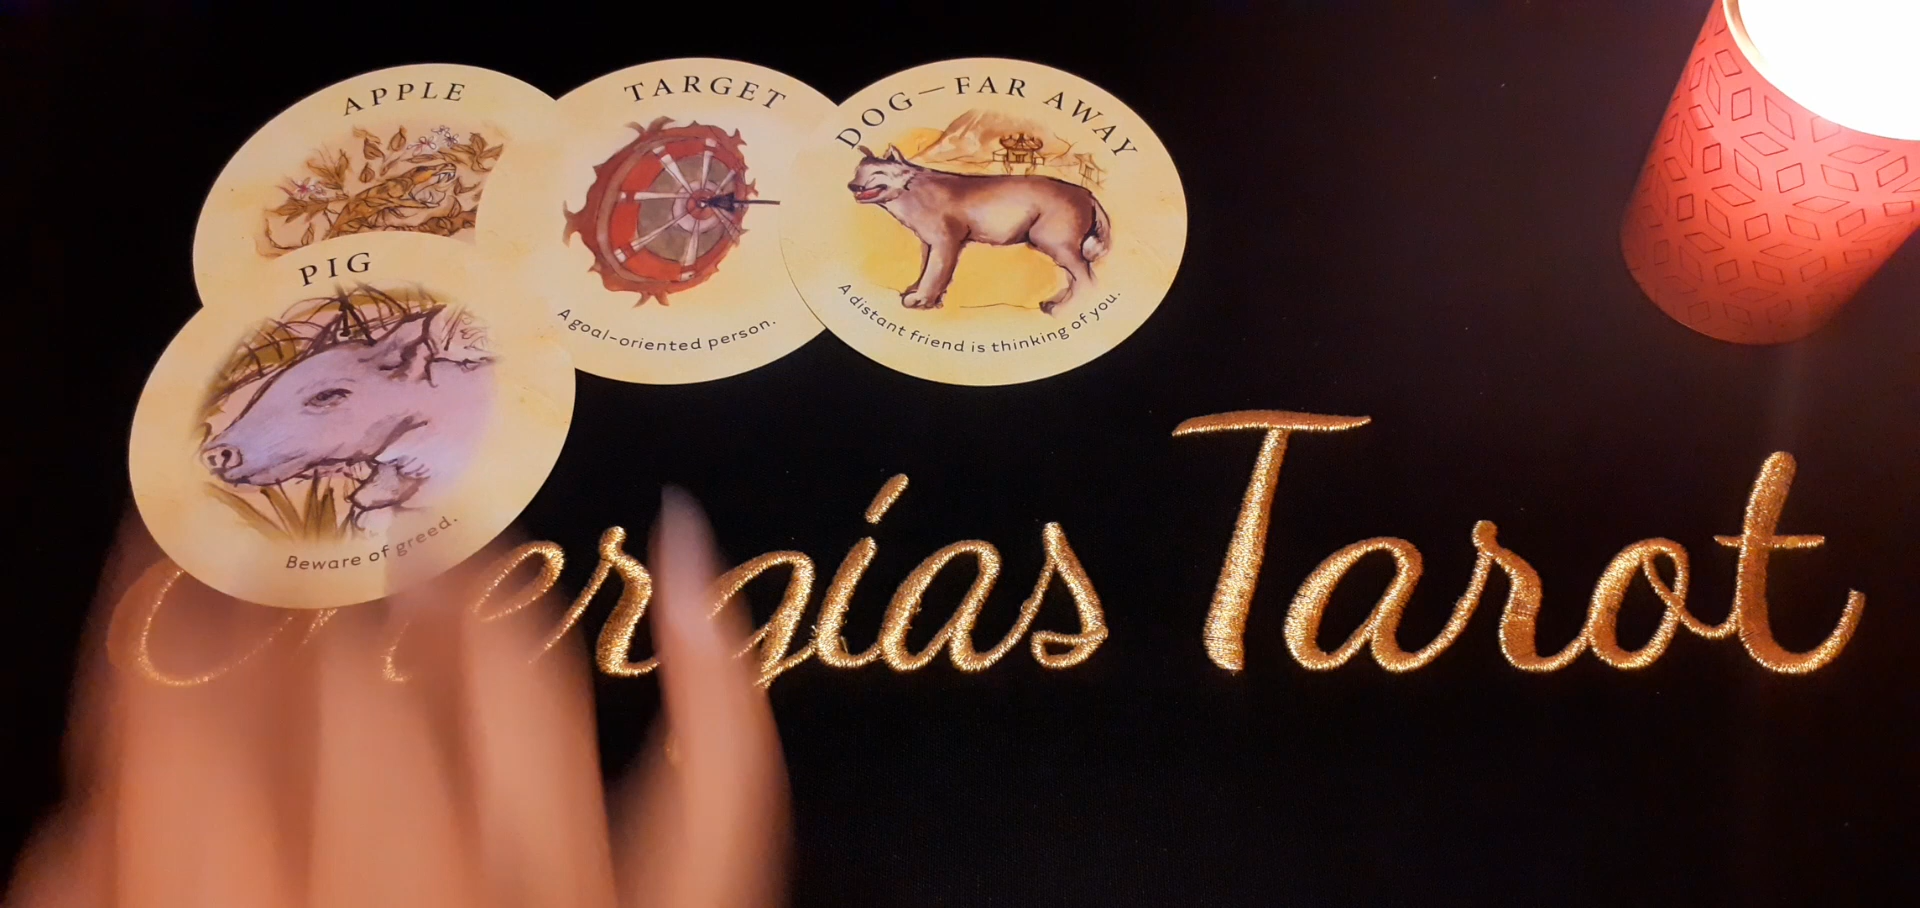 APPLE
TARGET
A goal-oriented person.
DOG—FAR AWAY
A distant friend is thinking of you.
PIG
Beware of greed.
Tarot